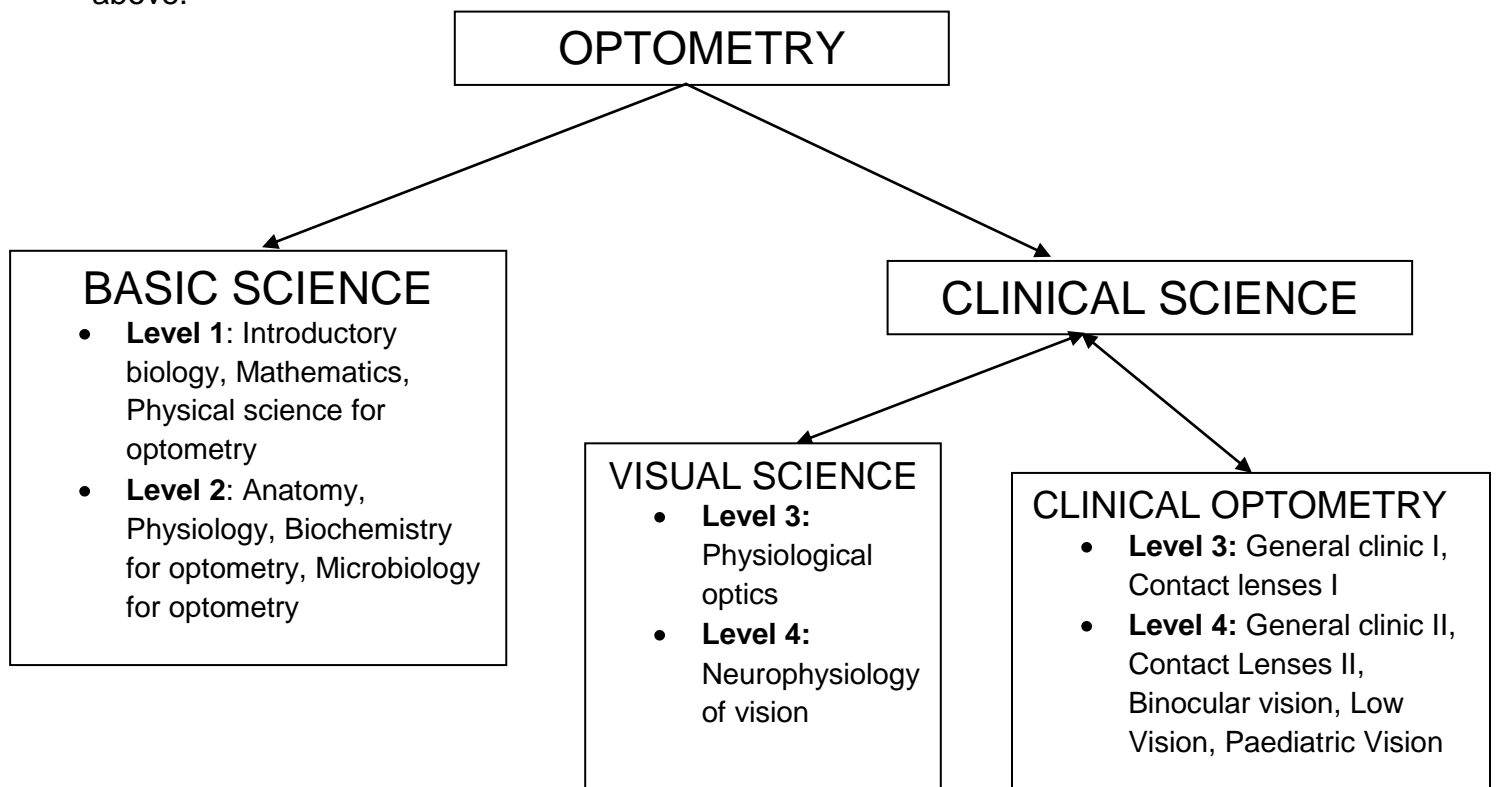 above.
OPTOMETRY
BASIC SCIENCE
• Level 1: Introductory
biology, Mathematics,
Physical science for
optometry
• Level 2: Anatomy,
Physiology, Biochemistry
for optometry, Microbiology
for optometry
CLINICAL SCIENCE
VISUAL SCIENCE
• Level 3:
Physiological
optics
• Level 4:
Neurophysiology
of vision
CLINICAL OPTOMETRY
• Level 3: General clinic I,
Contact lenses I
• Level 4: General clinic II,
Contact Lenses II,
Binocular vision, Low
Vision, Paediatric Vision